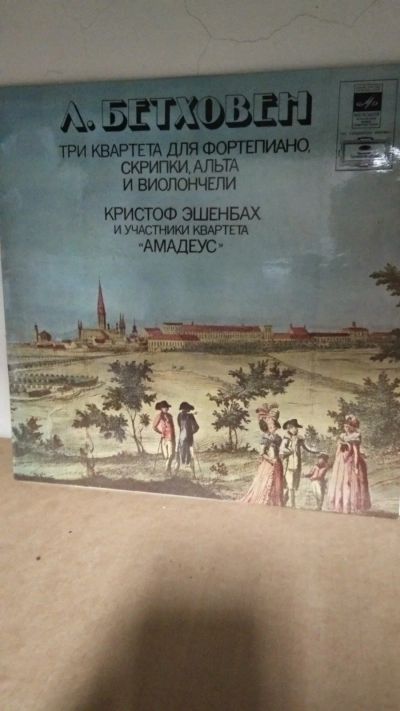 Л. БЕТХОВЕН
ТРИ КВАРТЕТА ДЛЯ ФОРТЕПИАНО,
СКРИПКИ, АЛЬТА
И ВИОЛОНЧЕЛИ
КРИСТОФ ЭШЕНБАХ
И УЧАСТНИКИ КВАРТЕТА
"АМАДЕУС"